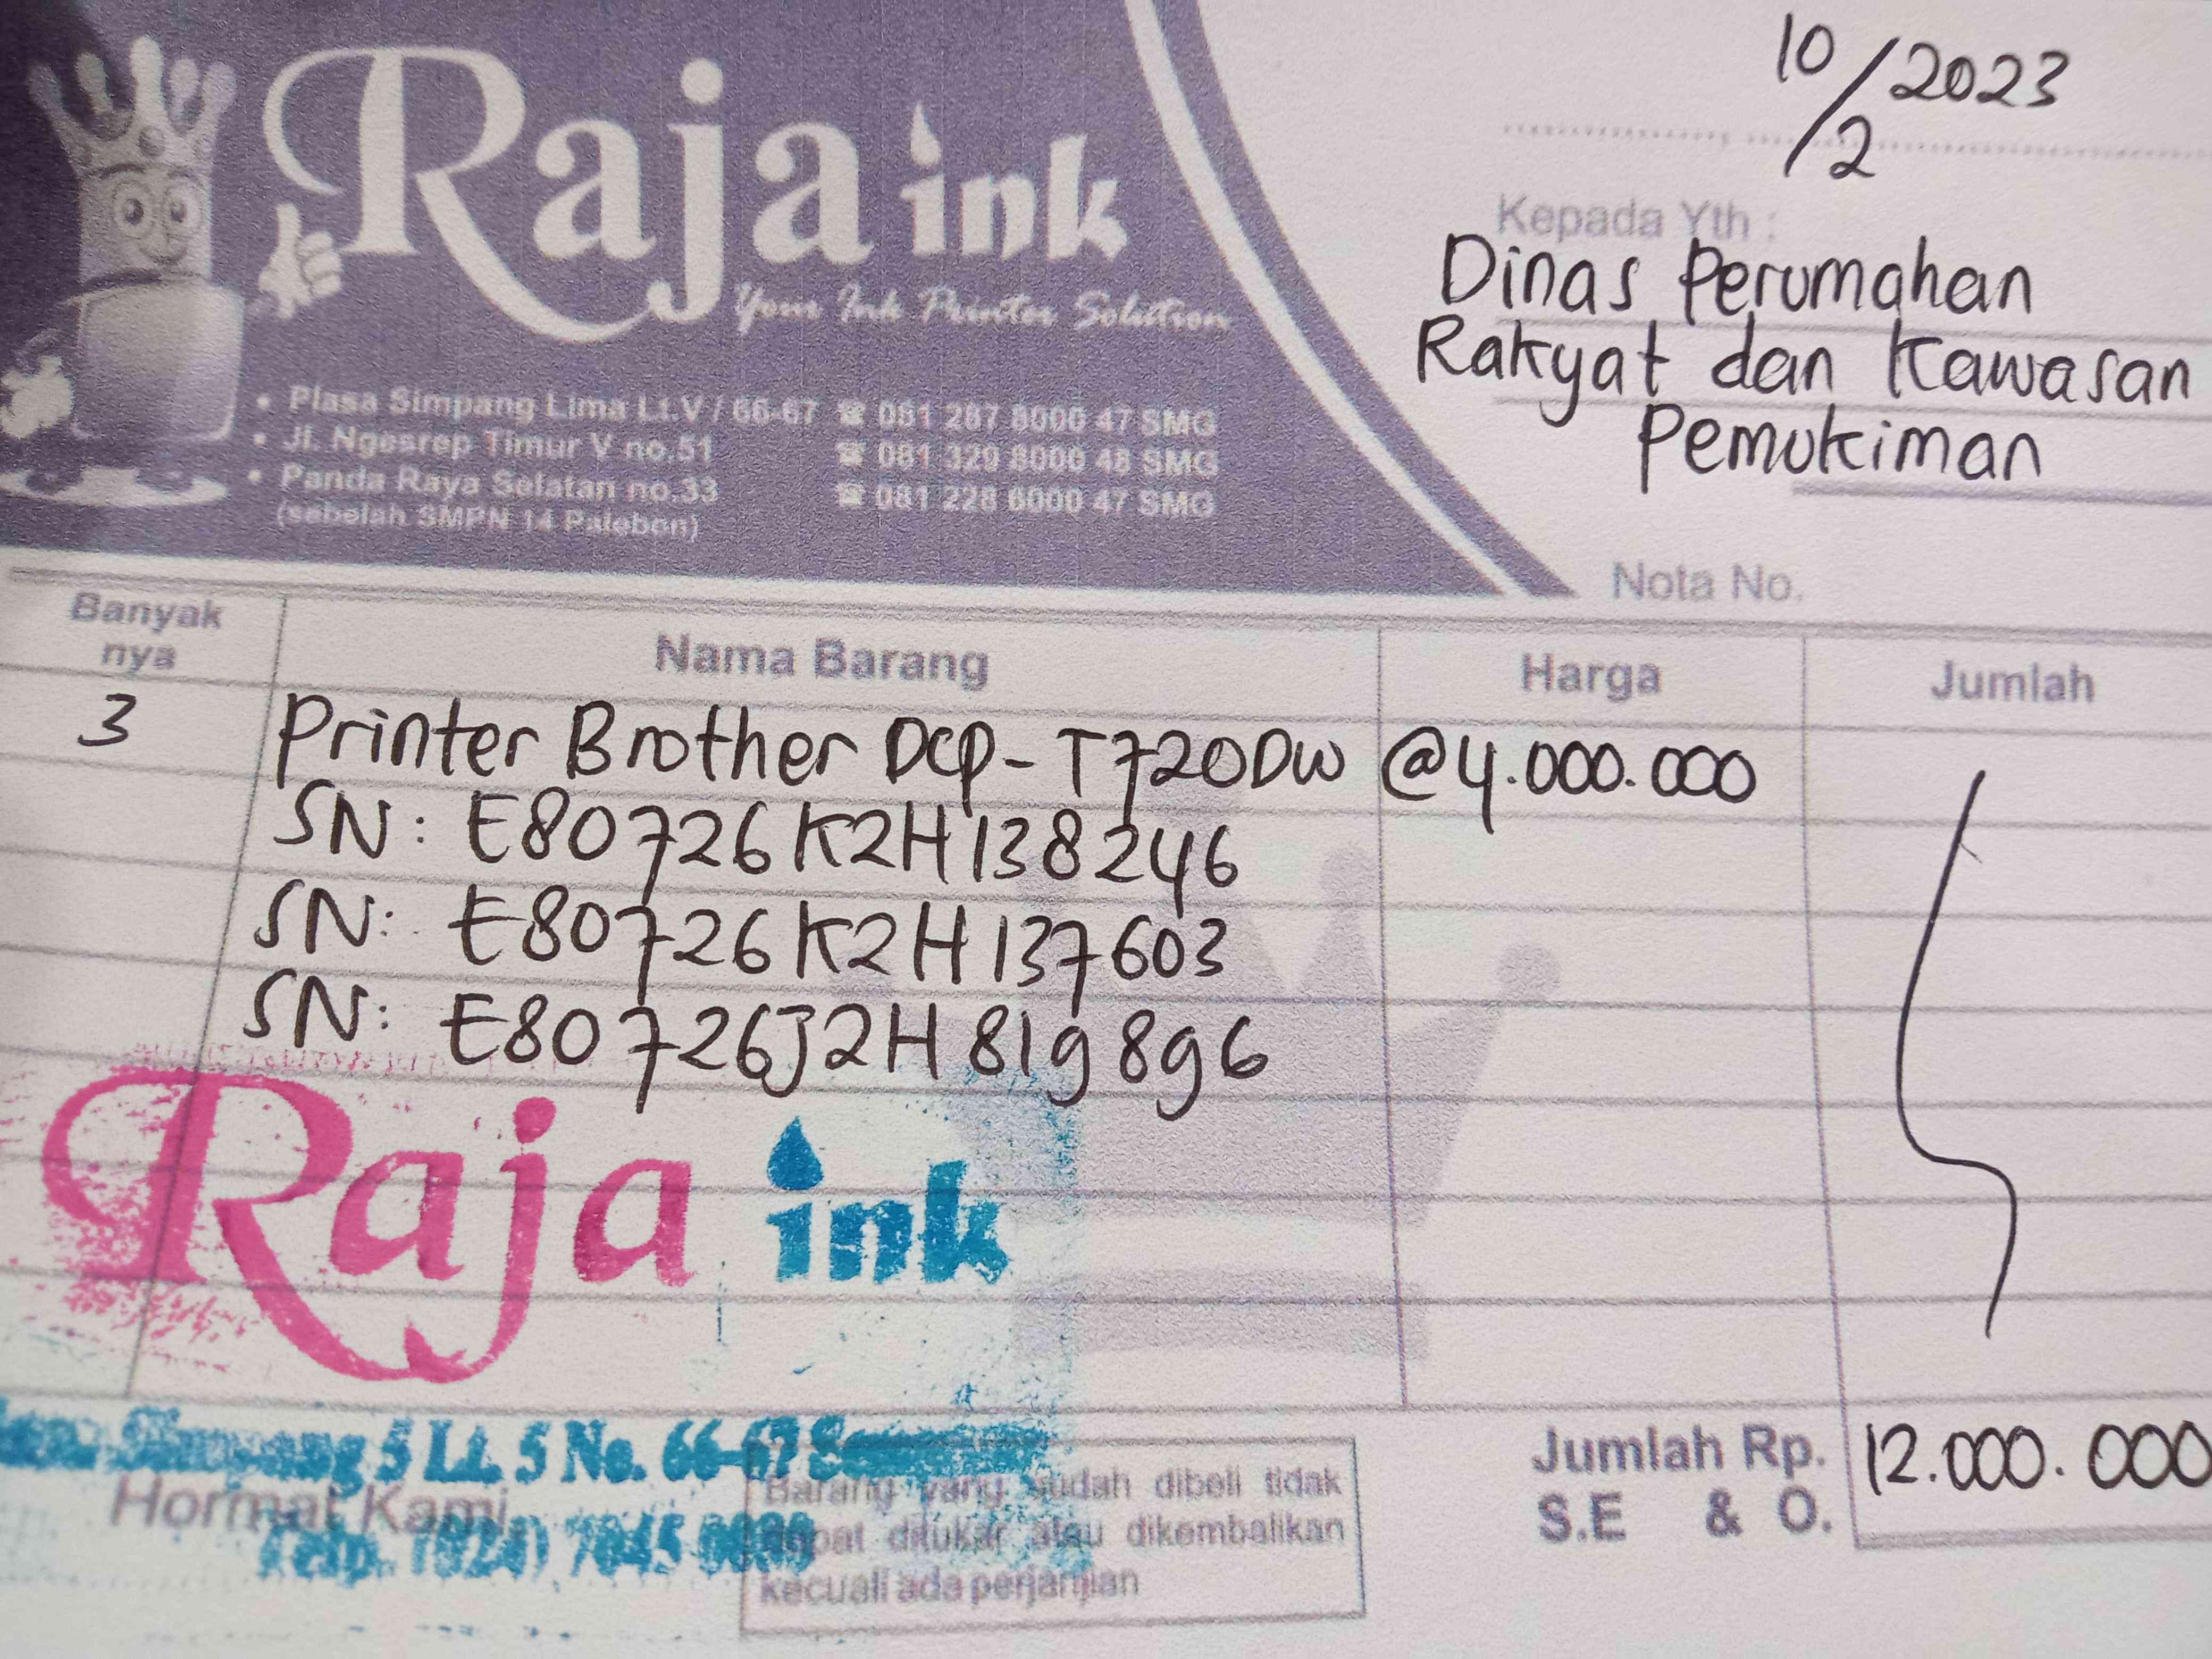 Raja ink
Your Ink Printer Solution
• Plasa Simpang Lima Lt.V / 66-67 ☎ 081 287 8000 47 SMG
• Jl. Ngesrep Timur V no.51 ☎ 081 329 8000 48 SMG
• Panda Raya Selatan no.33 ☎ 081 228 6000 47 SMG
(sebelah SMPN 14 Palebon)
10/2 2023
Kepada Yth :
Dinas Perumahan
Rakyat dan Kawasan
Pemukiman
Nota No.
Banyak nya Nama Barang Harga Jumlah
3 Printer Brother DCP-T720DW @4.000.000
SN: E80726K2H138246
SN: E80726K2H137603
SN: E80726J2H819896
Raja ink
Simpang 5 Lt. 5 No. 66-67
Hormat Kami,
Telp. (024)
Barang yang sudah dibeli tidak
dapat ditukar atau dikembalikan
kecuali ada perjanjian
Jumlah Rp. 12.000.000
S.E & O.